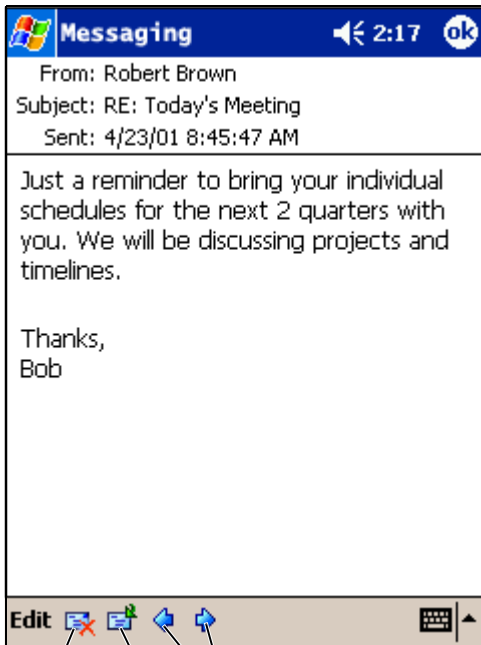 Messaging 2:17 ok
From: Robert Brown
Subject: RE: Today's Meeting
Sent: 4/23/01 8:45:47 AM
Just a reminder to bring your individual
schedules for the next 2 quarters with
you. We will be discussing projects and
timelines.
Thanks,
Bob
Edit